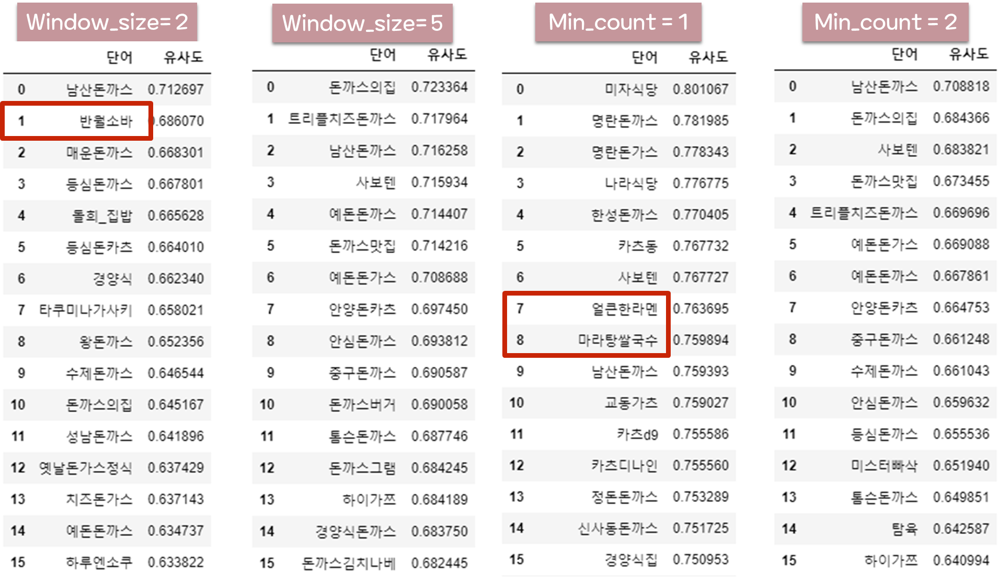 Window_size=2
단어 유사도
0 남산돈까스 0.712697
1 반월소바 0.686070
2 매운돈까스 0.668301
3 등심돈까스 0.667801
4 돌희_집밥 0.665628
5 등심돈카츠 0.664010
6 경양식 0.662340
7 타쿠미나가사키 0.658021
8 왕돈까스 0.652356
9 수제돈까스 0.646544
10 돈까스의집 0.645167
11 성남돈까스 0.641896
12 옛날돈가스정식 0.637429
13 치즈돈가스 0.637143
14 예돈돈까스 0.634737
15 하루엔소쿠 0.633822
Window_size=5
단어 유사도
0 돈까스의집 0.723364
1 트리플치즈돈까스 0.717964
2 남산돈까스 0.716258
3 사보텐 0.715934
4 예돈돈까스 0.714407
5 돈까스맛집 0.714216
6 예돈돈가스 0.708688
7 안양돈카츠 0.697450
8 안심돈까스 0.693812
9 중구돈까스 0.690587
10 돈까스버거 0.690058
11 톰슨돈까스 0.687746
12 돈까스그램 0.684245
13 하이가쯔 0.684189
14 경양식돈까스 0.683750
15 돈까스김치나베 0.682445
Min_count = 1
단어 유사도
0 미자식당 0.801067
1 명란돈까스 0.781985
2 명란돈가스 0.778343
3 나라식당 0.776775
4 한성돈까스 0.770405
5 카츠동 0.767732
6 사보텐 0.767727
7 얼큰한라멘 0.763695
8 마라탕쌀국수 0.759894
9 남산돈까스 0.759393
10 교동가츠 0.759027
11 카츠d9 0.755586
12 카츠디나인 0.755560
13 정돈돈까스 0.753289
14 신사동돈까스 0.751725
15 경양식집 0.750953
Min_count = 2
단어 유사도
0 남산돈까스 0.708818
1 돈까스의집 0.684366
2 사보텐 0.683821
3 돈까스맛집 0.673455
4 트리플치즈돈까스 0.669696
5 예돈돈가스 0.669088
6 예돈돈까스 0.667861
7 안양돈카츠 0.664753
8 중구돈까스 0.661248
9 수제돈까스 0.661043
10 안심돈까스 0.659632
11 등심돈까스 0.655536
12 미스터빠삭 0.651940
13 톰슨돈까스 0.649851
14 탐육 0.642587
15 하이가쯔 0.640994